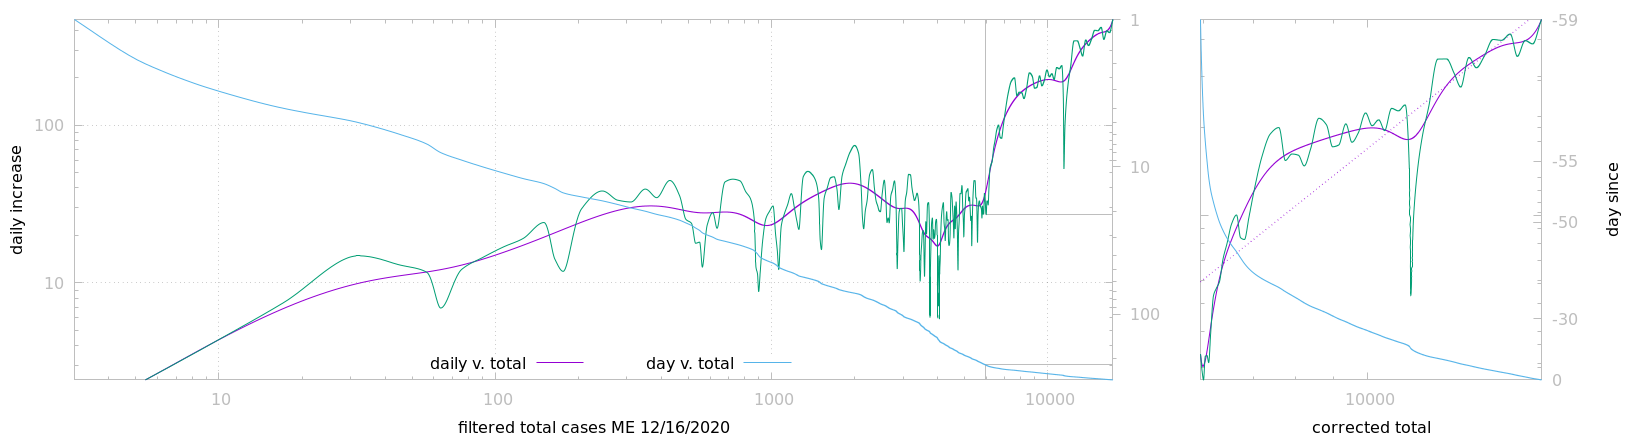 daily increase
100
10
10
100
1000
10000
filtered total cases ME 12/16/2020
daily v. total
day v. total
1
10
100
10000
corrected total
-59
-55
-50
-30
0
day since